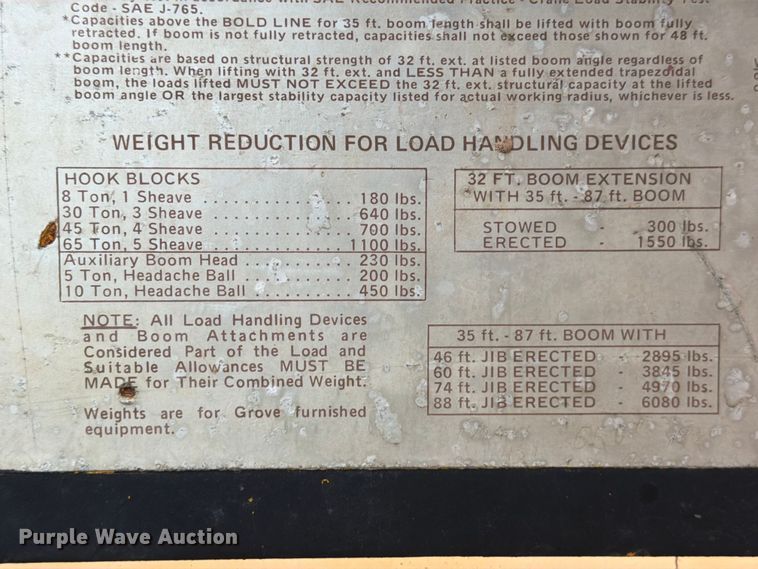 Code - SAE J-765.
*Capacities above the BOLD LINE for 35 ft. boom length shall be lifted with boom fully
retracted. If boom is not fully retracted, capacities shall not exceed those shown for 48 ft.
boom length.
**Capacities are based on structural strength of 32 ft. ext. at listed boom angle regardless of
boom length. When lifting with 32 ft. ext. and LESS THAN a fully extended trapezoidal
boom, the loads lifted MUST NOT EXCEED the 32 ft. ext. structural capacity at the lifted
boom angle OR the largest stability capacity listed for actual working radius, whichever is less.
WEIGHT REDUCTION FOR LOAD HANDLING DEVICES
HOOK BLOCKS
8 Ton, 1 Sheave . . . . . . . . . . . . . 180 lbs.
30 Ton, 3 Sheave . . . . . . . . . . . . 640 lbs.
45 Ton, 4 Sheave . . . . . . . . . . . . 700 lbs.
65 Ton, 5 Sheave . . . . . . . . . . . 1100 lbs.
Auxiliary Boom Head . . . . . . . . . 230 lbs.
5 Ton, Headache Ball . . . . . . . . . 200 lbs.
10 Ton, Headache Ball . . . . . . . . 450 lbs.
32 FT. BOOM EXTENSION
WITH 35 ft. - 87 ft. BOOM
STOWED - 300 lbs.
ERECTED - 1550 lbs.
NOTE: All Load Handling Devices
and Boom Attachments are
Considered Part of the Load and
Suitable Allowances MUST BE
MADE for Their Combined Weight.
Weights are for Grove furnished
equipment.
35 ft. - 87 ft. BOOM WITH
46 ft. JIB ERECTED - 2895 lbs.
60 ft. JIB ERECTED - 3845 lbs.
74 ft. JIB ERECTED - 4970 lbs.
88 ft. JIB ERECTED - 6080 lbs.
Purple Wave Auction